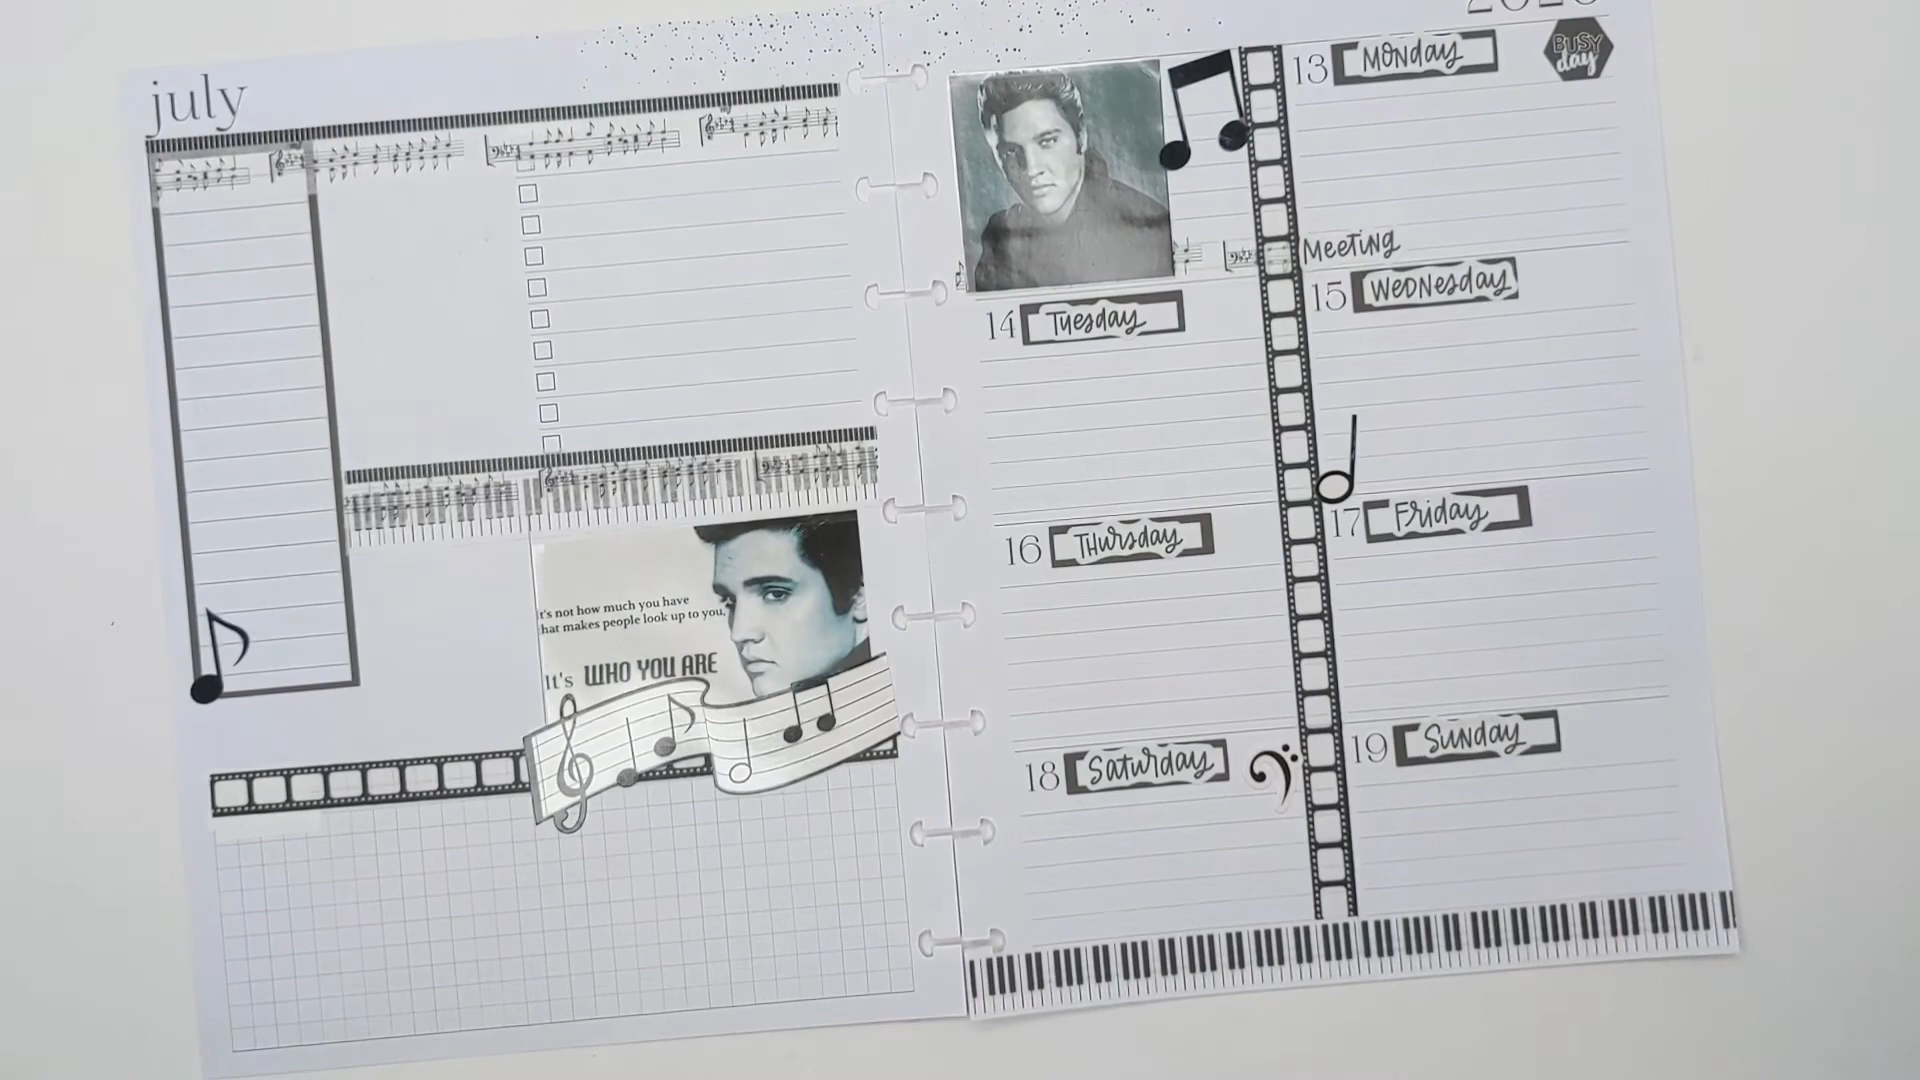 july
13 Monday
BUSY
day
Meeting
14 Tuesday
15 Wednesday
16 Thursday
17 Friday
18 Saturday
19 Sunday
t's not how much you have
hat makes people look up to you,
It's WHO YOU ARE